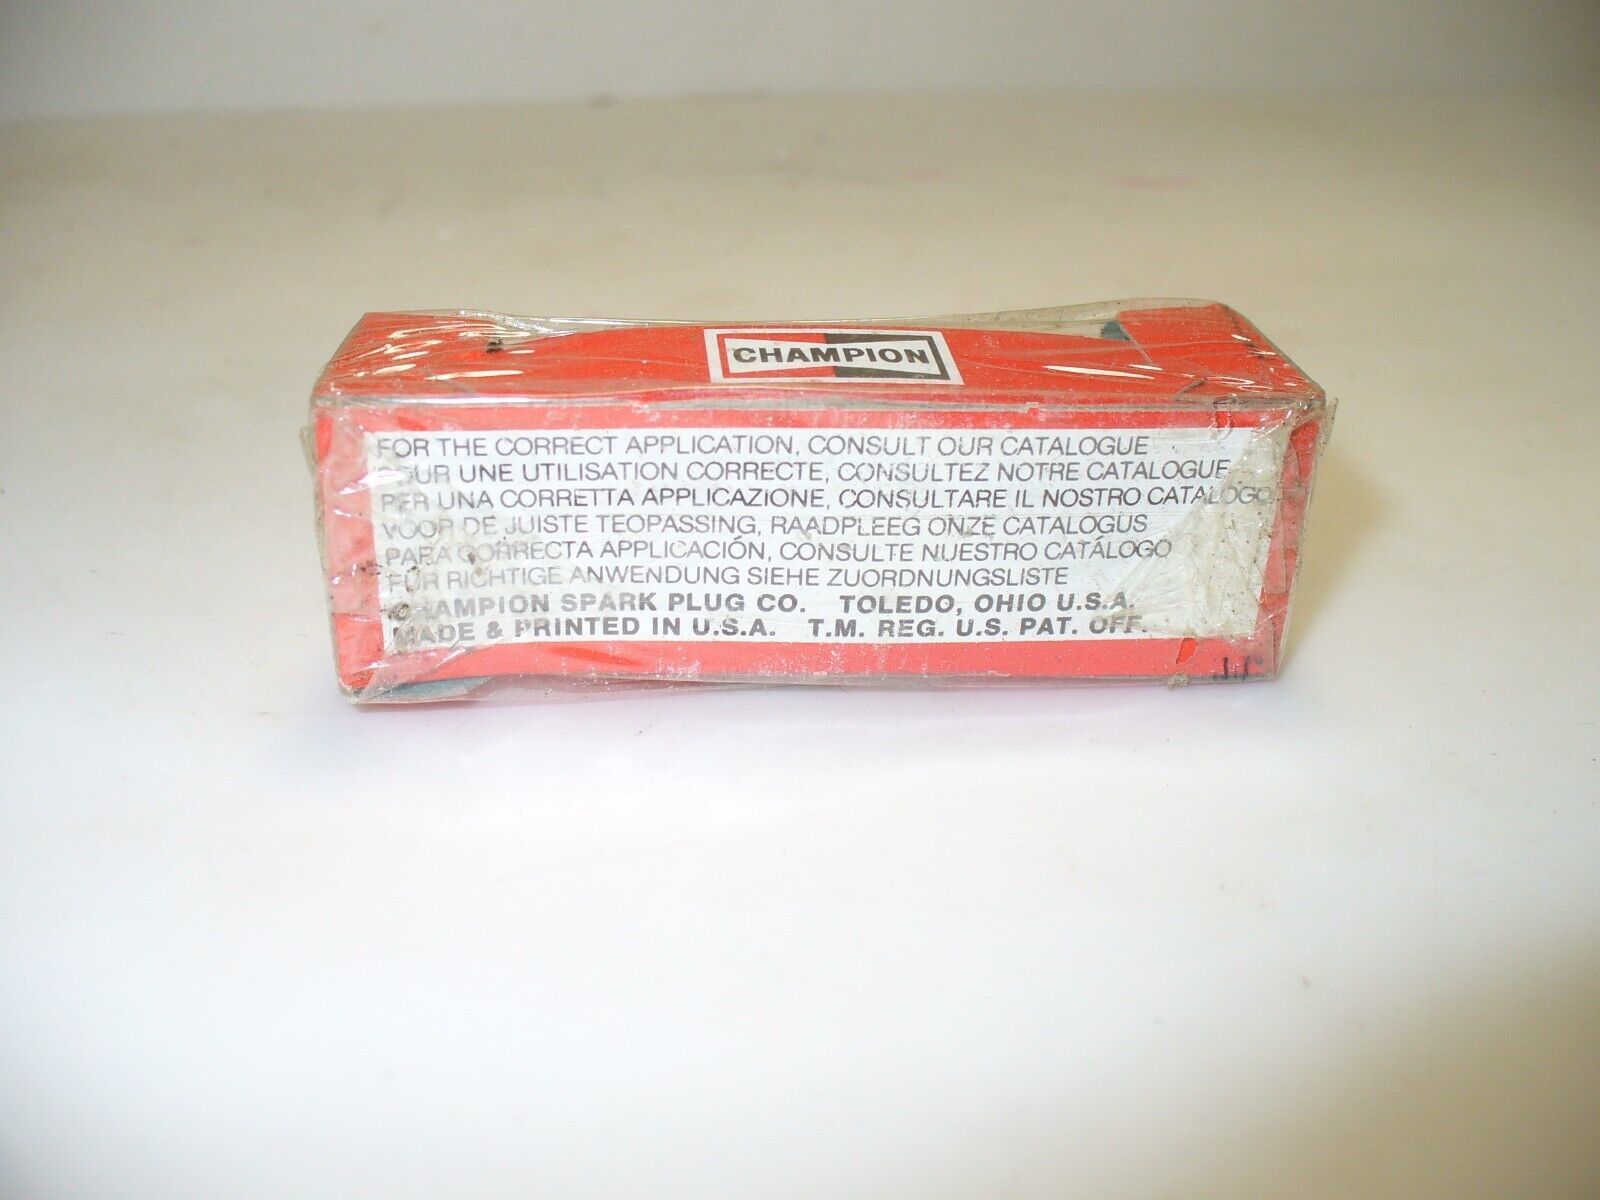 CHAMPION
FOR THE CORRECT APPLICATION, CONSULT OUR CATALOGUE
POUR UNE UTILISATION CORRECTE, CONSULTEZ NOTRE CATALOGUE
PER UNA CORRETTA APPLICAZIONE, CONSULTARE IL NOSTRO CATALOGO
VOOR DE JUISTE TEOPASSING, RAADPLEEG ONZE CATALOGUS
PARA CORRECTA APPLICACIÓN, CONSULTE NUESTRO CATÁLOGO
FÜR RICHTIGE ANWENDUNG SIEHE ZUORDNUNGSLISTE
CHAMPION SPARK PLUG CO. TOLEDO, OHIO U.S.A.
MADE & PRINTED IN U.S.A. T.M. REG. U.S. PAT. OFF.